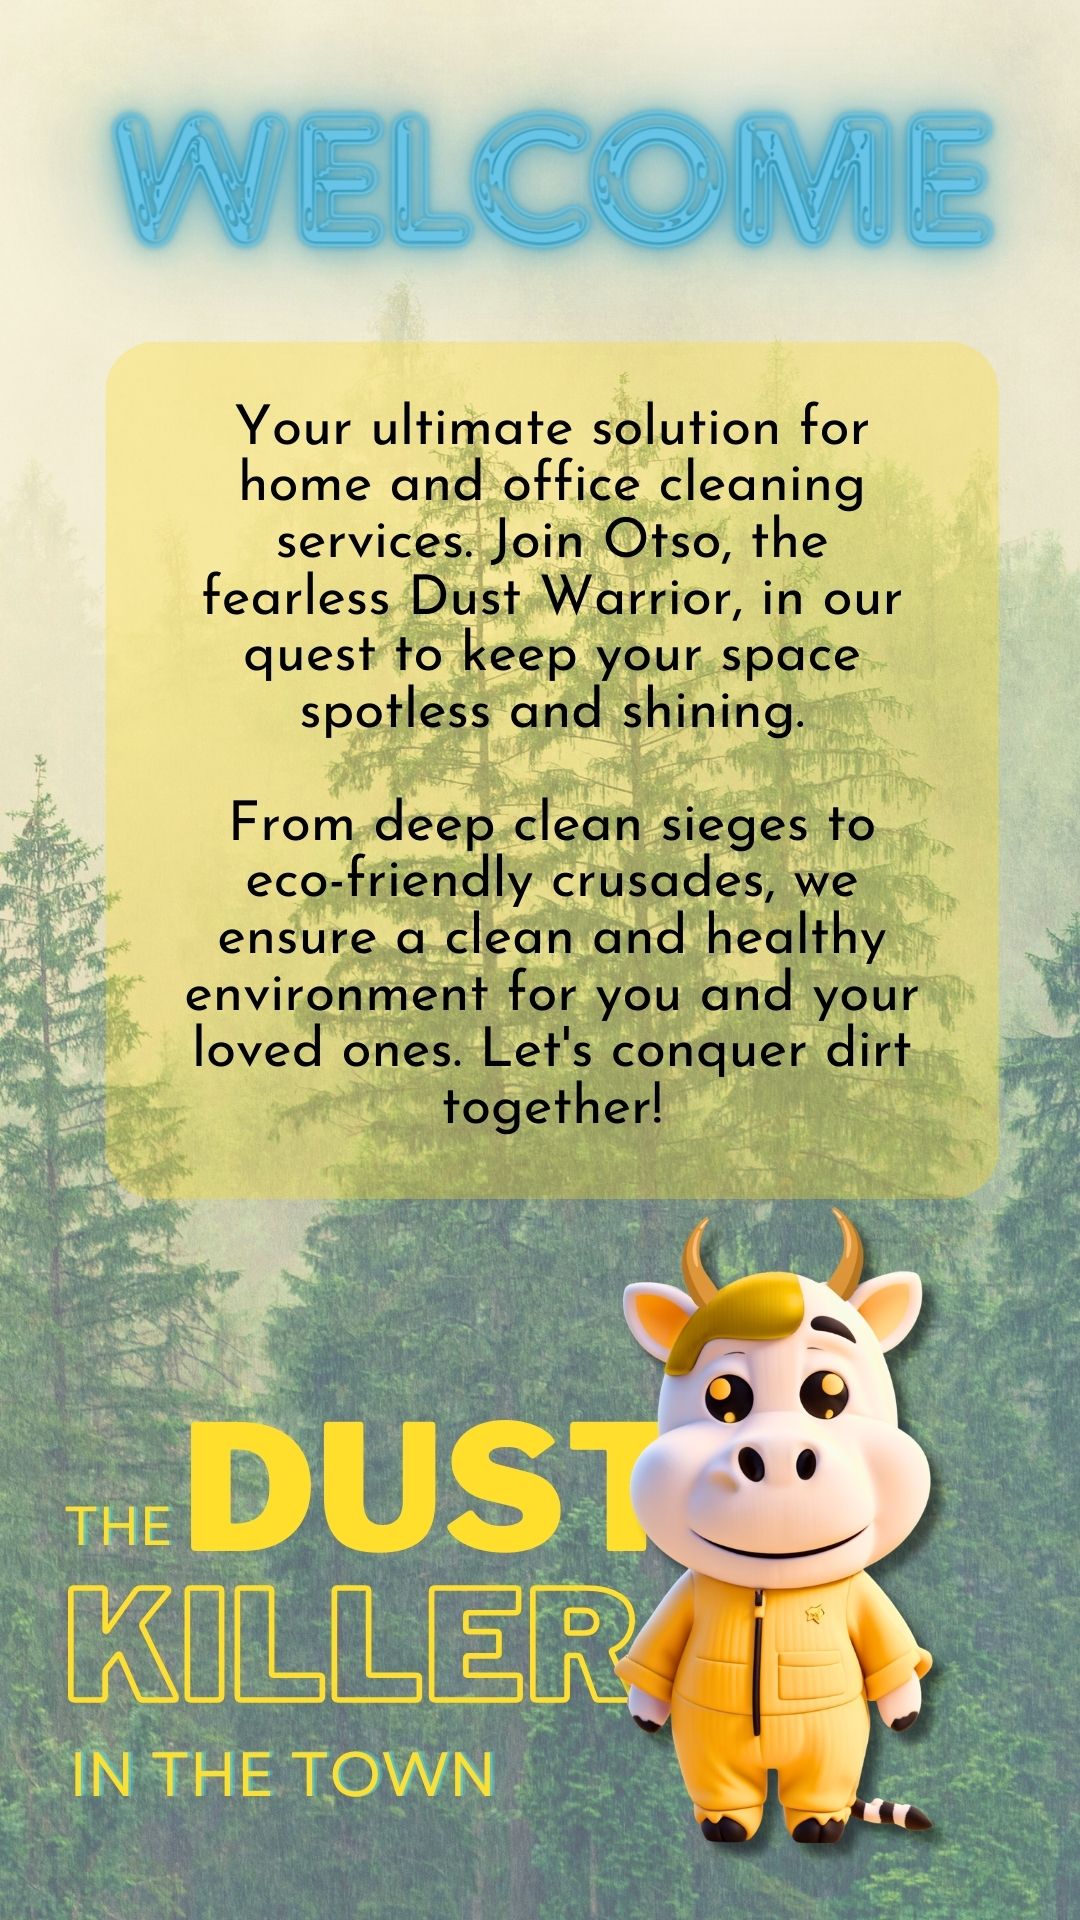 WELCOME
Your ultimate solution for
home and office cleaning
services. Join Otso, the
fearless Dust Warrior, in our
quest to keep your space
spotless and shining.
From deep clean sieges to
eco-friendly crusades, we
ensure a clean and healthy
environment for you and your
loved ones. Let's conquer dirt
together!
THE DUST
KILLER
IN THE TOWN